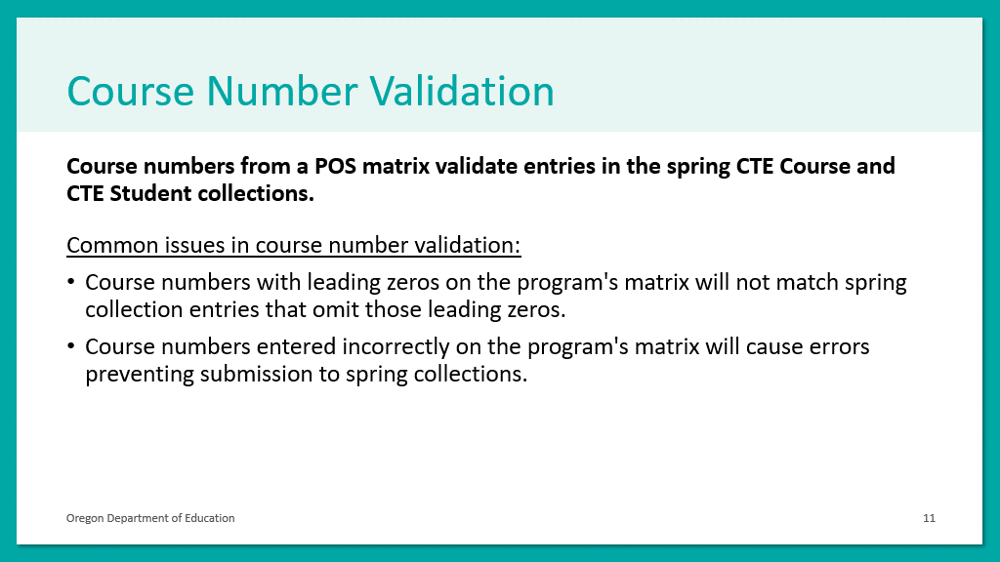 Course Number Validation
Course numbers from a POS matrix validate entries in the spring CTE Course and
CTE Student collections.
Common issues in course number validation:
• Course numbers with leading zeros on the program's matrix will not match spring
collection entries that omit those leading zeros.
• Course numbers entered incorrectly on the program's matrix will cause errors
preventing submission to spring collections.
Oregon Department of Education
11